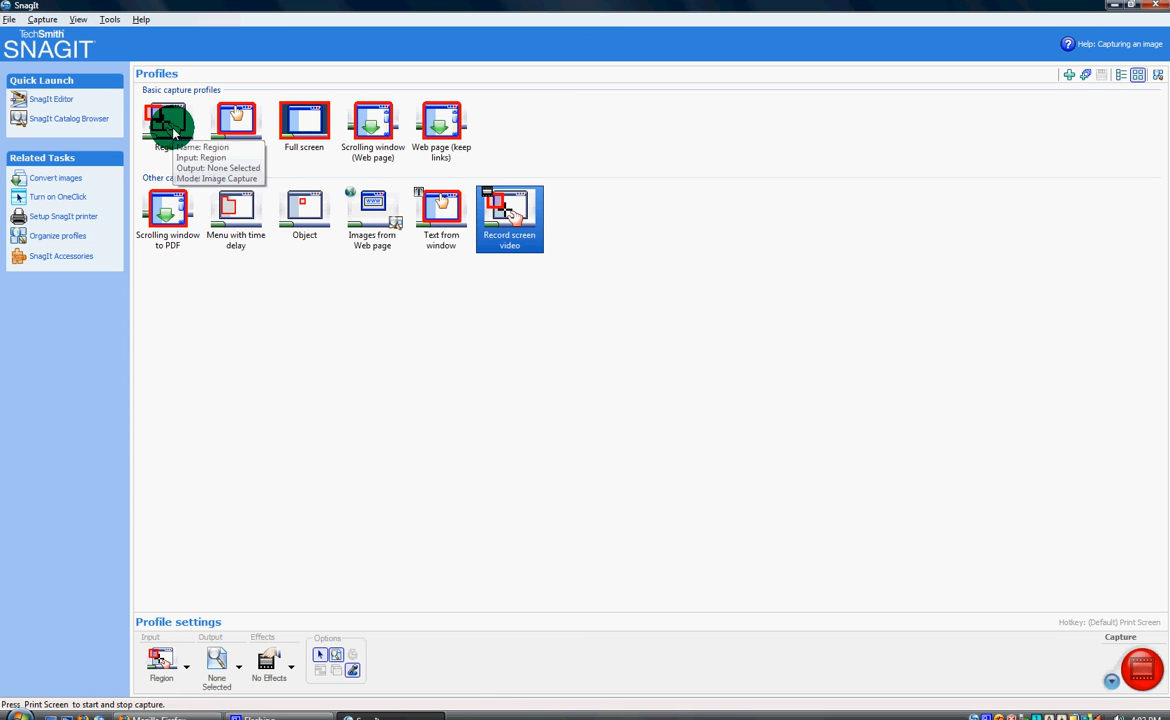 SnagIt
File Capture View Tools Help
TechSmith
SNAGIT
Help: Capturing an image
Quick Launch
SnagIt Editor
SnagIt Catalog Browser
Related Tasks
Convert images
Turn on OneClick
Setup SnagIt printer
Organize profiles
SnagIt Accessories
Profiles
Basic capture profiles
Full screen
Scrolling window
(Web page)
Web page (keep
links)
Name: Region
Input: Region
Output: None Selected
Mode: Image Capture
Scrolling window
to PDF
Menu with time
delay
Object
Images from
Web page
Text from
window
Record screen
video
Profile settings
Hotkey: (Default) Print Screen
Input
Output
Effects
Options
Capture
Region
None
Selected
No Effects
Press Print Screen to start and stop capture.